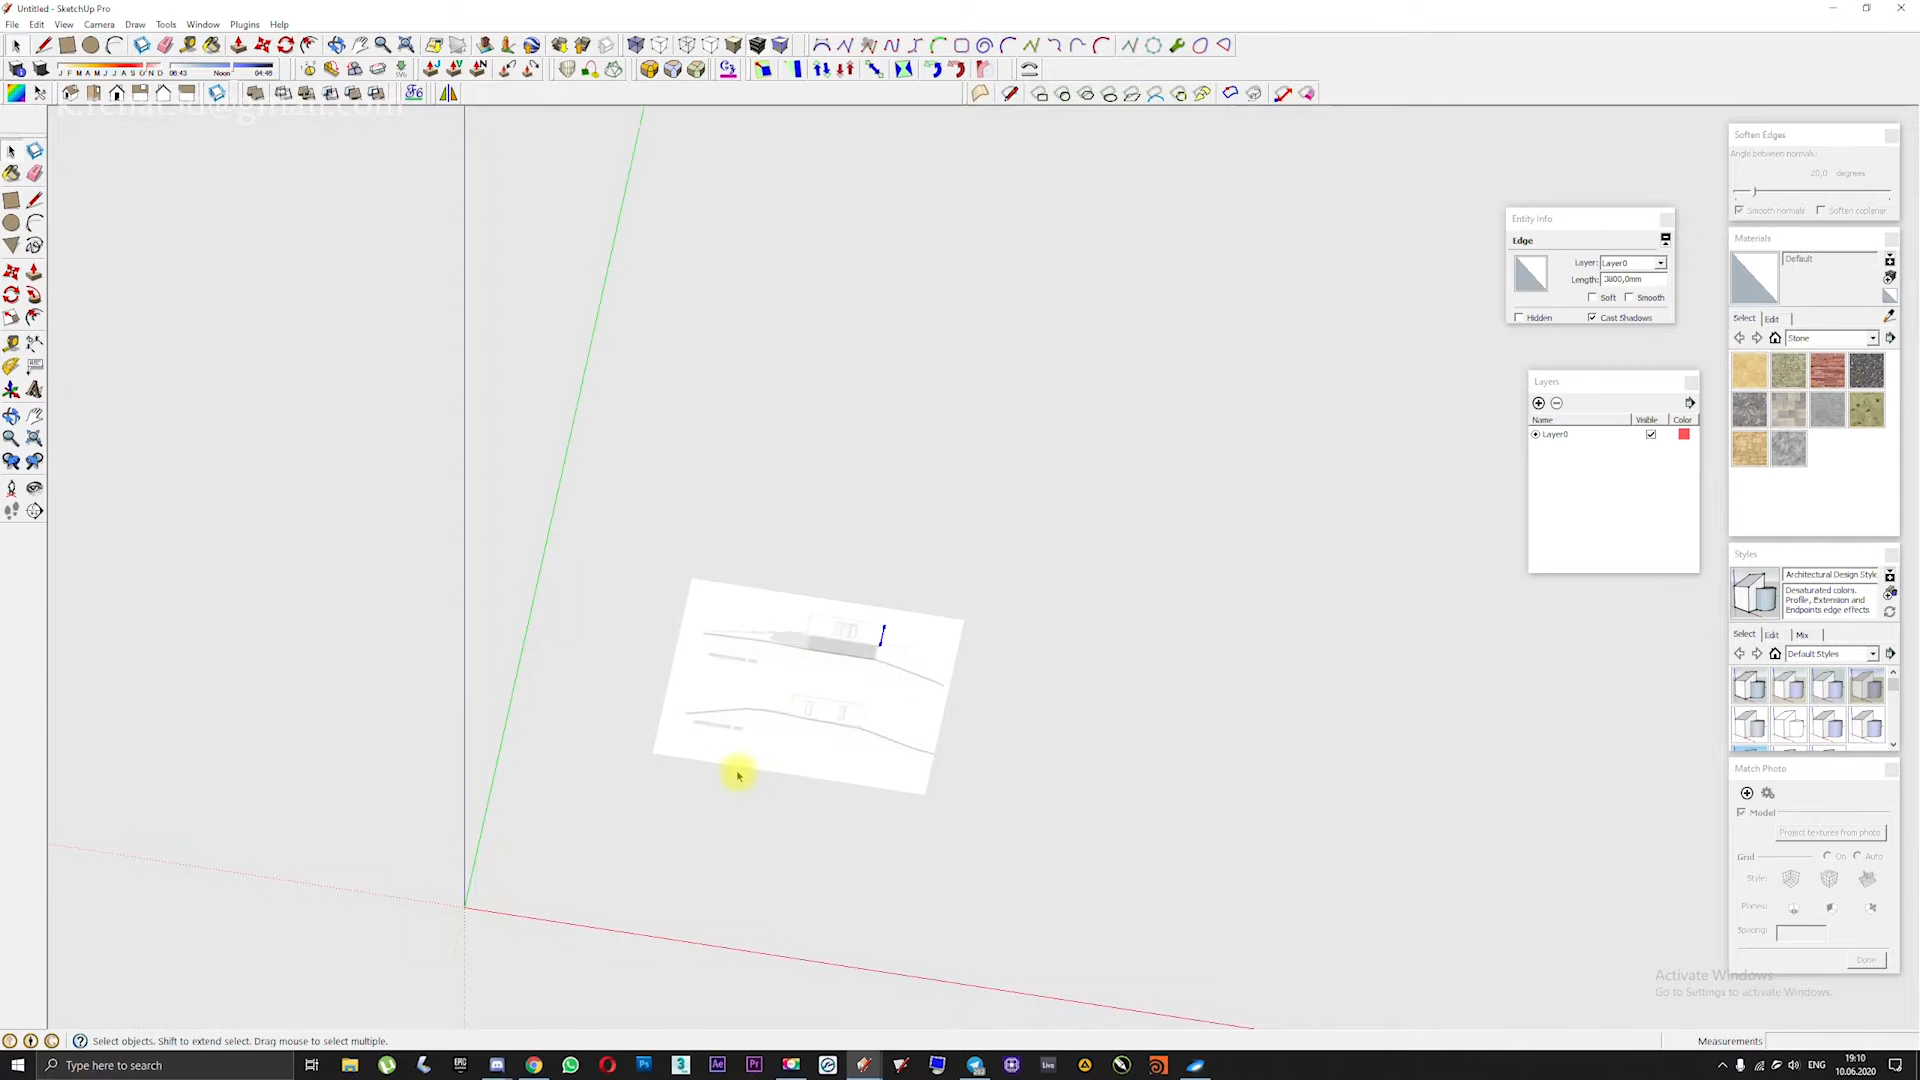 Untitled - SketchUp Pro
File Edit View Camera Draw Tools Window Plugins Help
J F M A M J J A S O N D 06:43 Noon 04:48
Soften Edges
Angle between normals:
20,0 degrees
Smooth normals Soften coplanar
Entity Info
Edge
Layer: Layer0
Length:
Soft Smooth
Hidden Cast Shadows
Materials
Default
Select Edit
Stone
Layers
Name Visible Color
Layer0
Styles
Architectural Design Style
Desaturated colors.
Profile, Extension and
Endpoints edge effects
Select Edit Mix
Default Styles
Match Photo
Model
Project textures from photo
Grid On Auto
Style:
Planes:
Spacing:
Done
Activate Windows
Go to Settings to activate Windows.
Select objects. Shift to extend select. Drag mouse to select multiple.
Measurements
Type here to search
ENG
19:10
10.06.2020